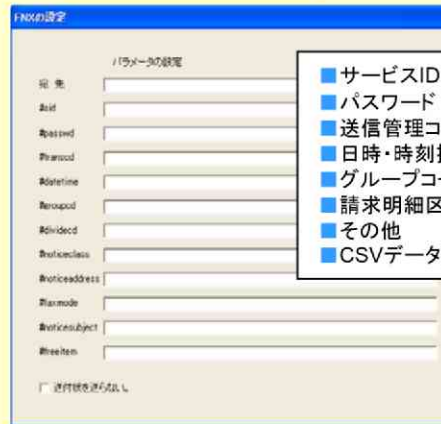 FNXの設定
パラメータの設定
宛 先
#sid
#passwd
#transcd
#datetime
#groupcd
#dividecd
#noticeclass
#noticeaddress
#faxmode
#noticesubject
#freeitem
送付状を送らない。
■サービスID
■パスワード
■送信管理コ
■日時・時刻
■グループコー
■請求明細区
■その他
■CSVデータ